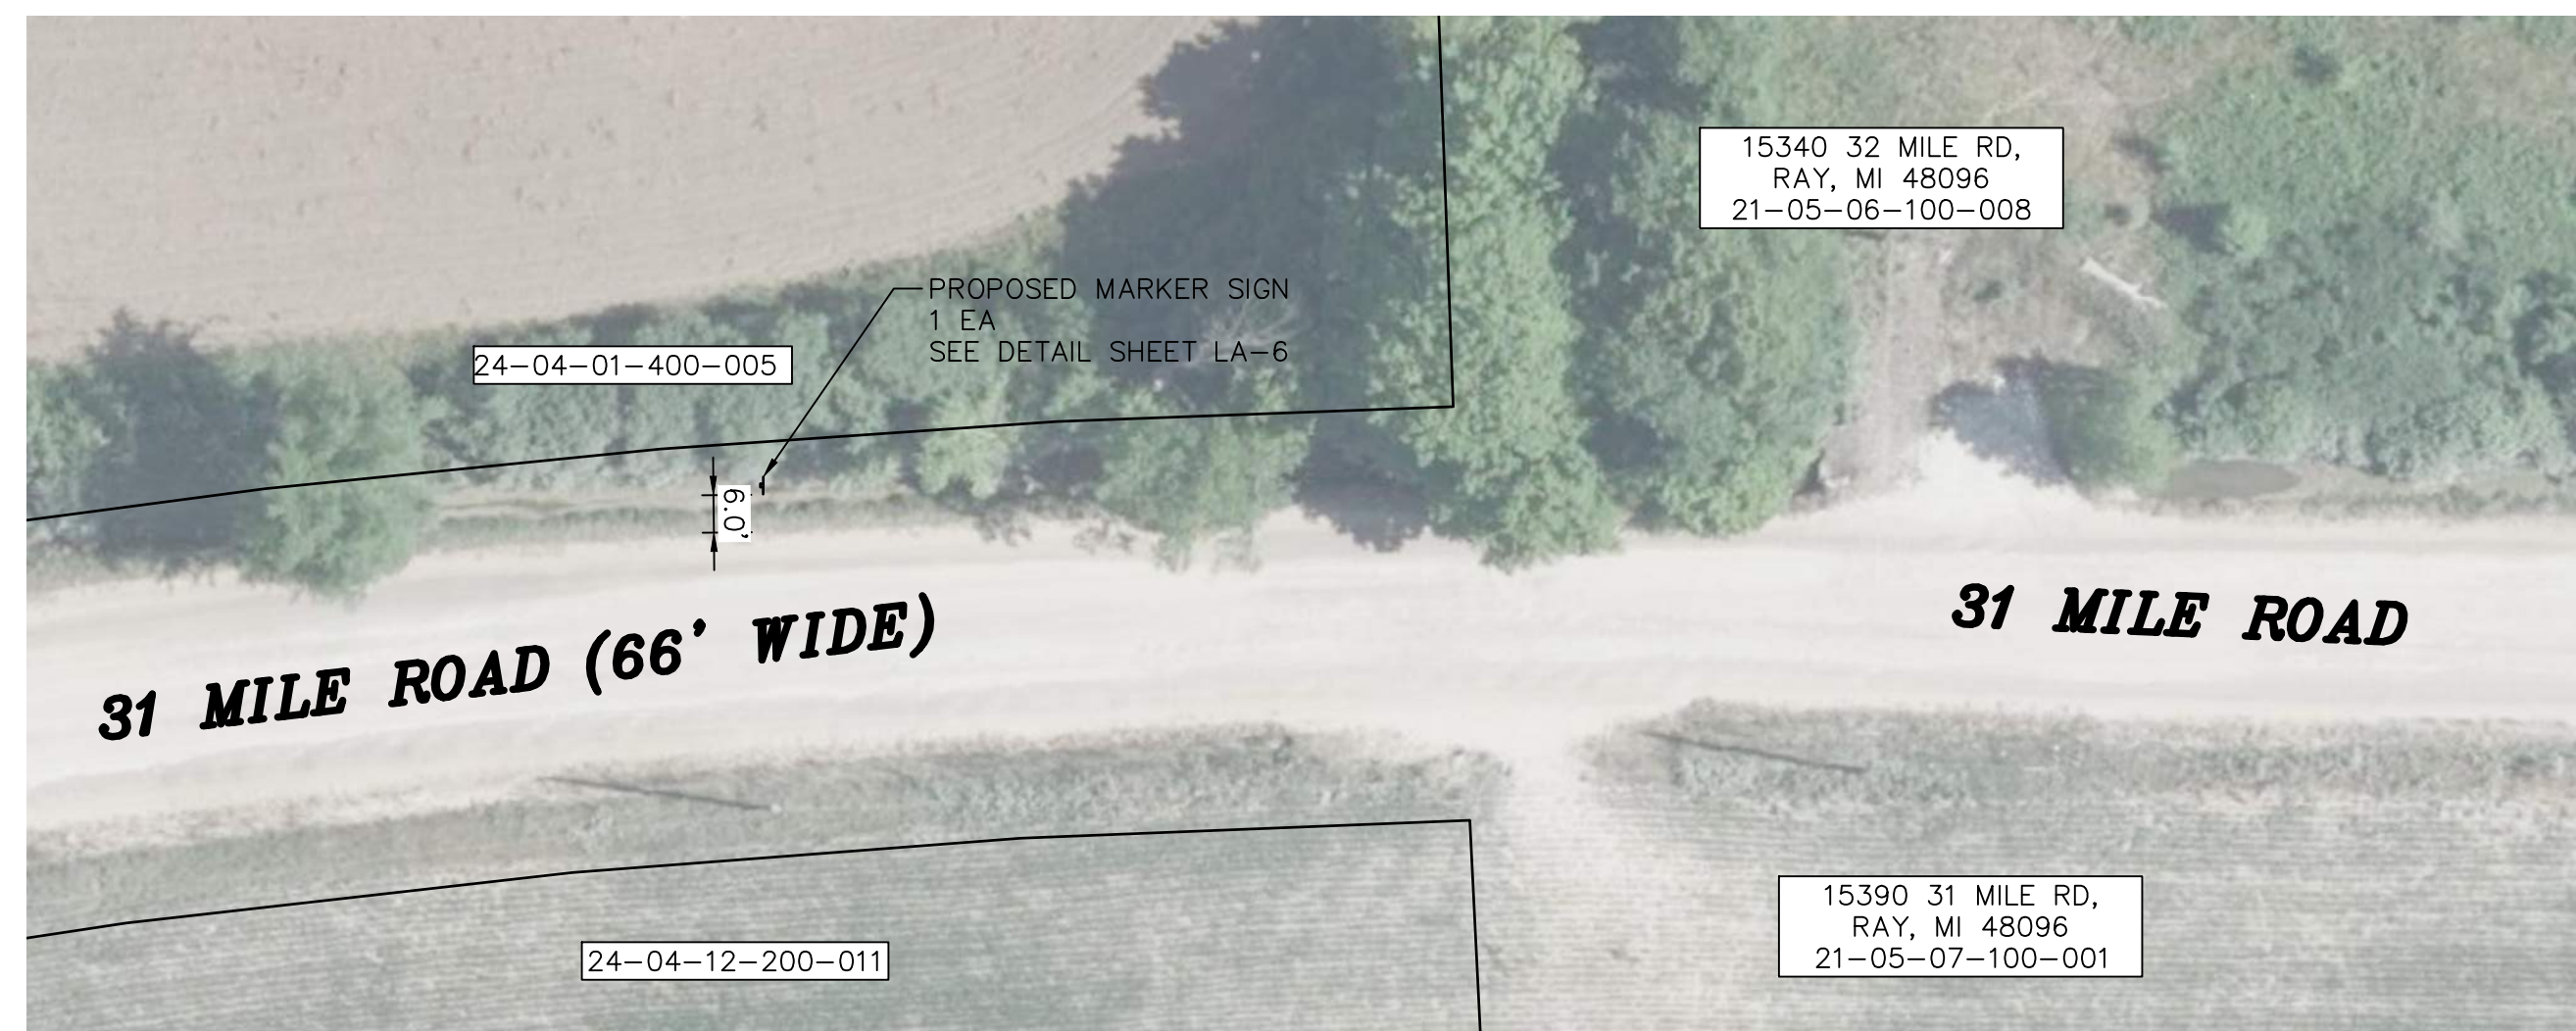 15340 32 MILE RD,
RAY, MI 48096
21-05-06-100-008
PROPOSED MARKER SIGN
1 EA
SEE DETAIL SHEET LA-6
24-04-01-400-005
6.0'
31 MILE ROAD (66' WIDE)
31 MILE ROAD
15390 31 MILE RD,
RAY, MI 48096
21-05-07-100-001
24-04-12-200-011